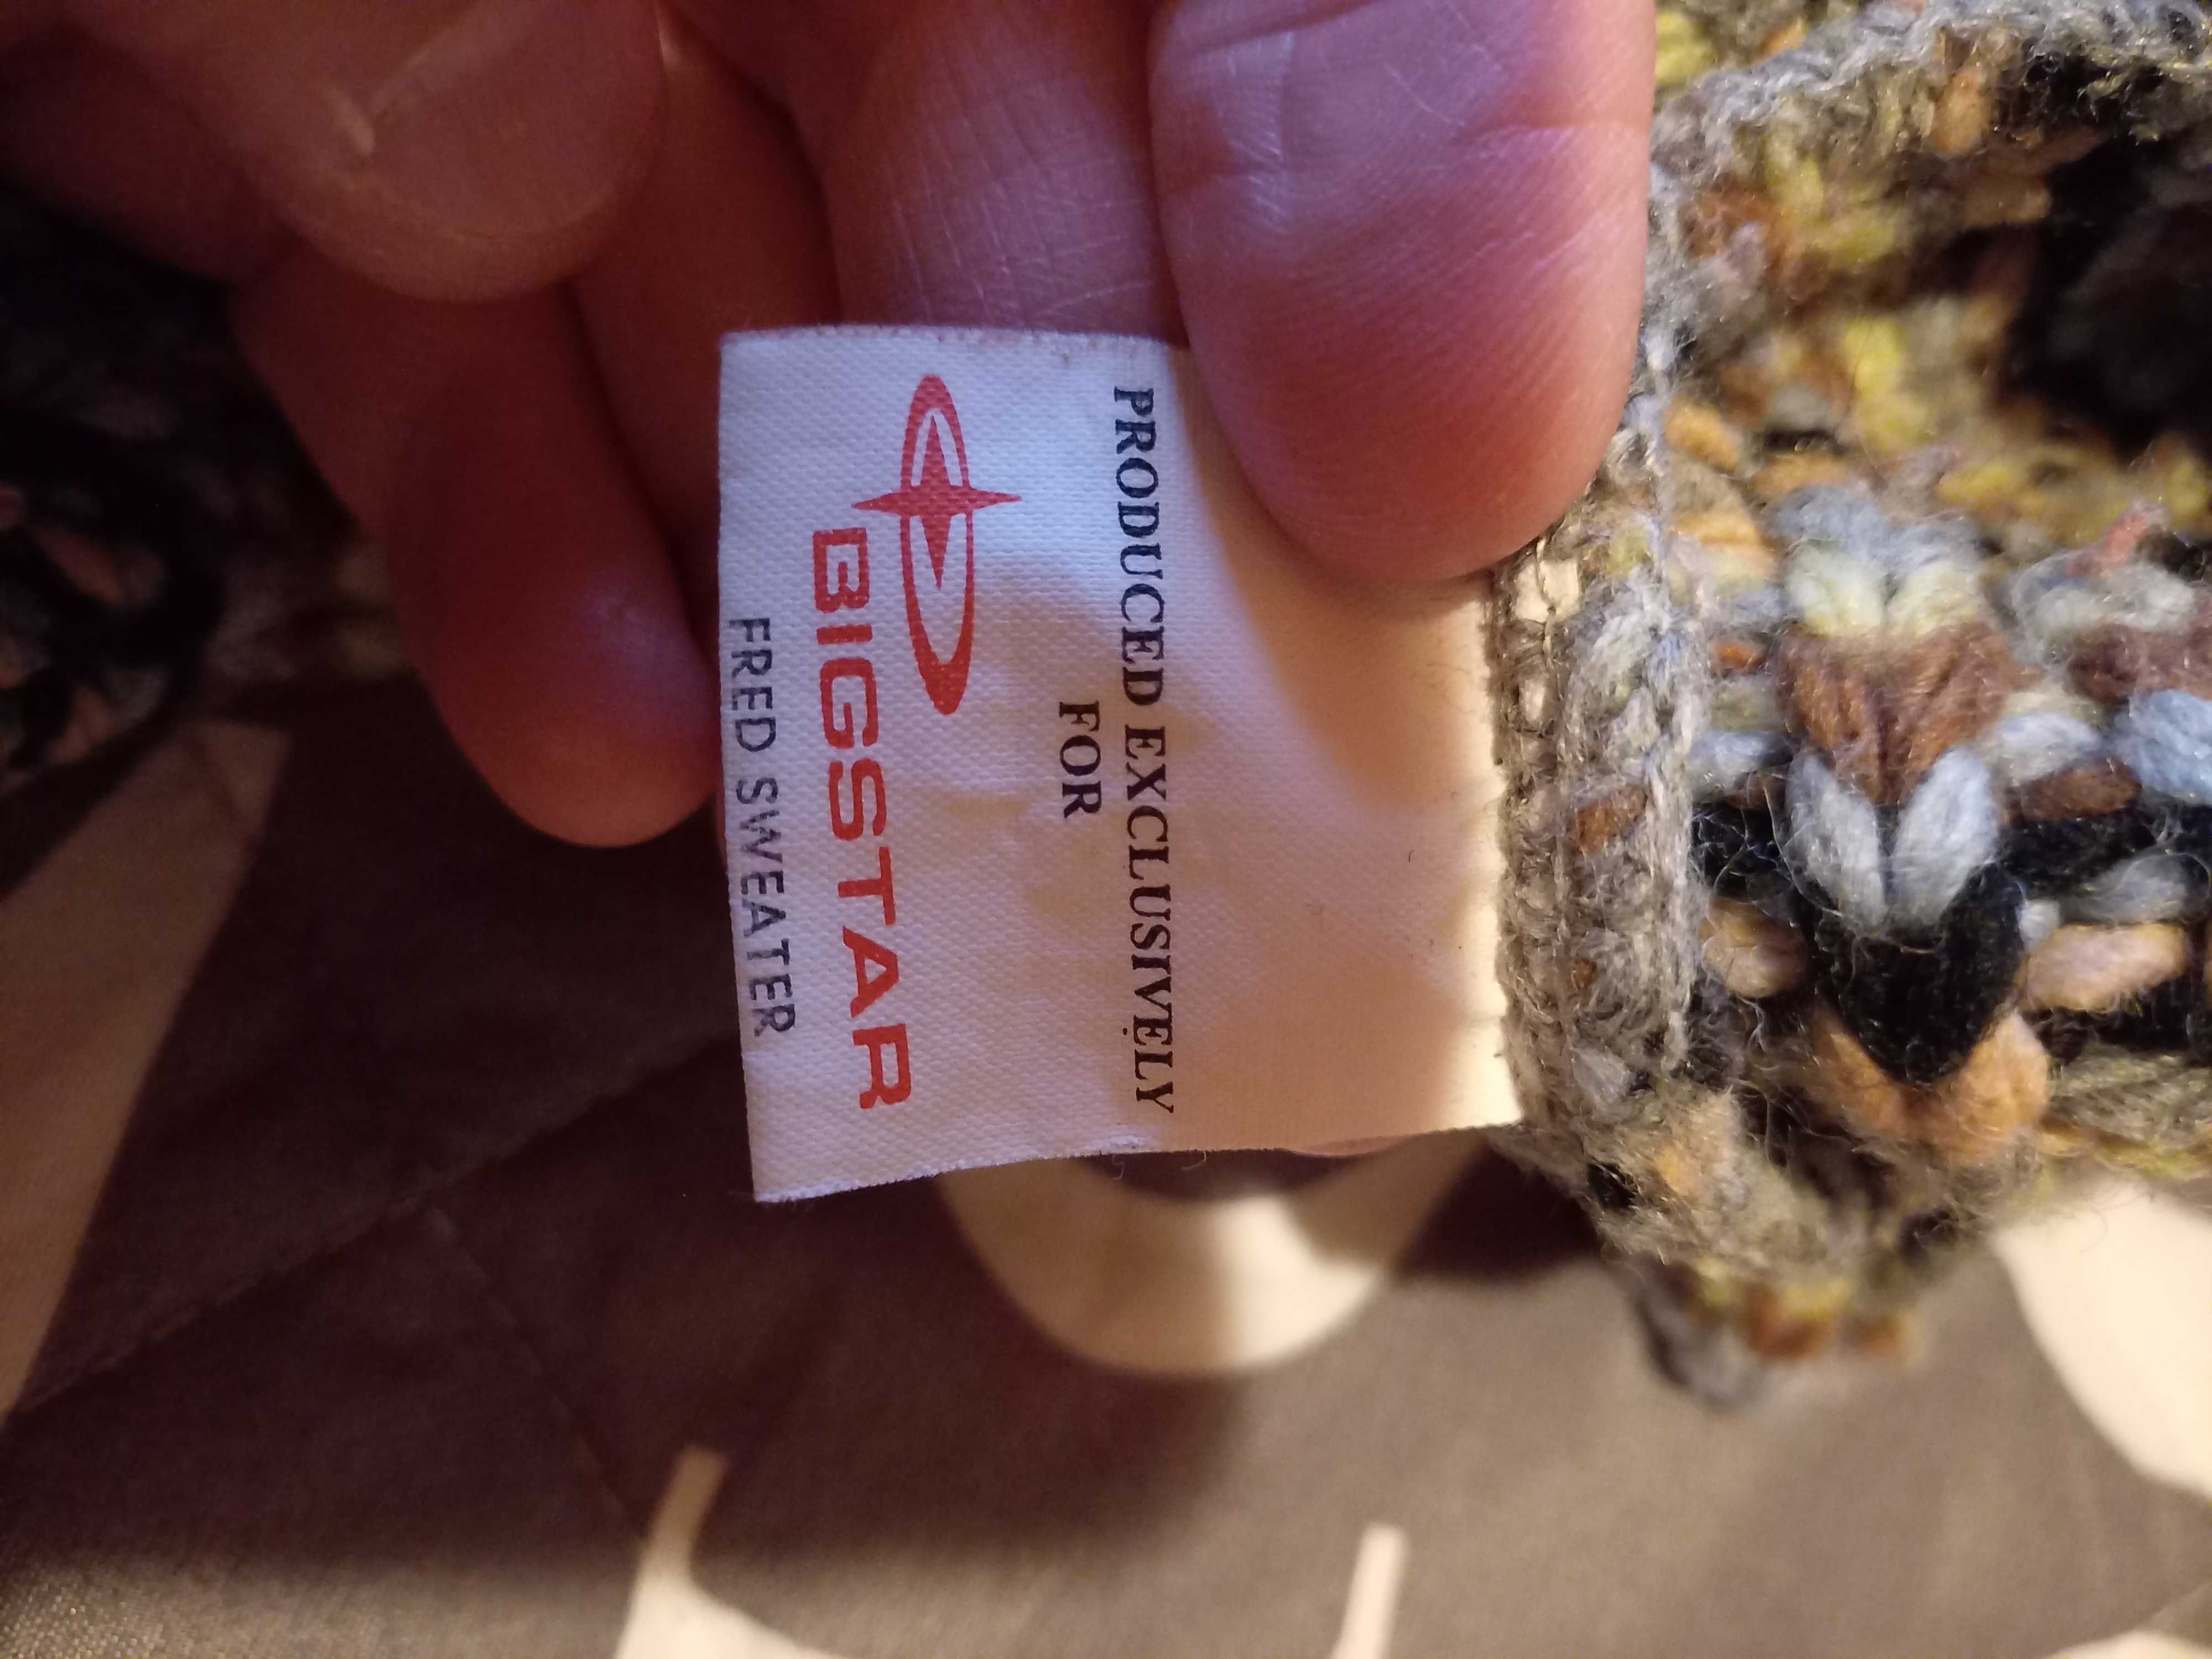 PRODUCED EXCLUSIVELY
FOR
BIGSTAR
FRED SWEATER